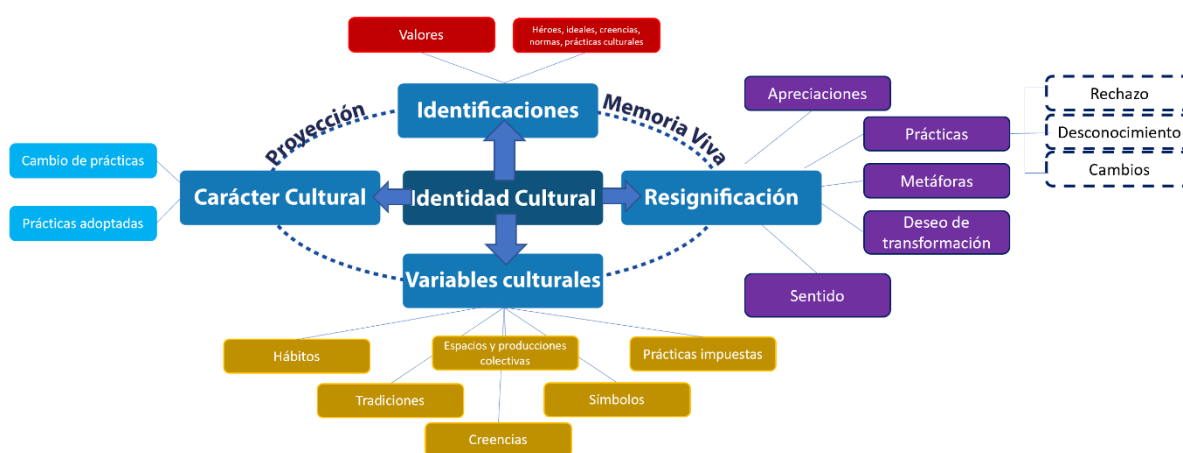 Valores
Héroes, ideales, creencias,
normas, prácticas culturales
Identificaciones
Proyección
Memoria Viva
Apreciaciones
Rechazo
Prácticas
Desconocimiento
Cambio de prácticas
Cambios
Carácter Cultural
Identidad Cultural
Resignificación
Metáforas
Prácticas adoptadas
Deseo de
transformación
Variables culturales
Sentido
Hábitos
Espacios y producciones
colectivas
Prácticas impuestas
Tradiciones
Símbolos
Creencias